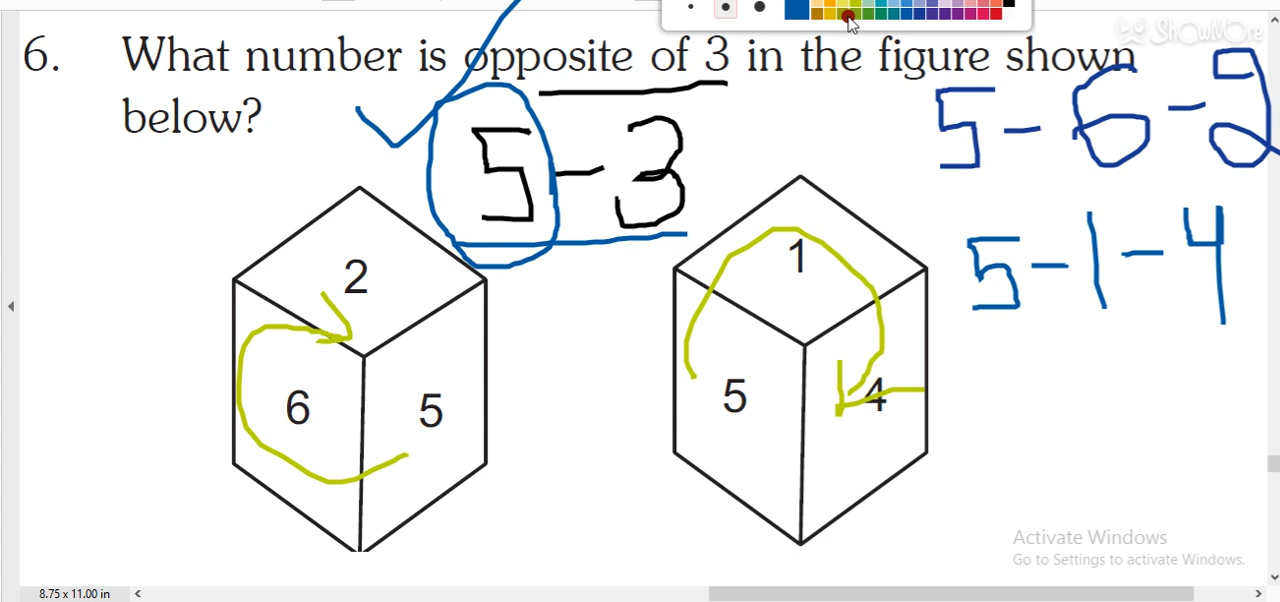 ShowMore
6. What number is opposite of 3 in the figure shown
below?
5 - 6 - 2
5 - 3
5 - 1 - 4
2
6
5
1
5
4
Activate Windows
Go to Settings to activate Windows.
8.75 x 11.00 in